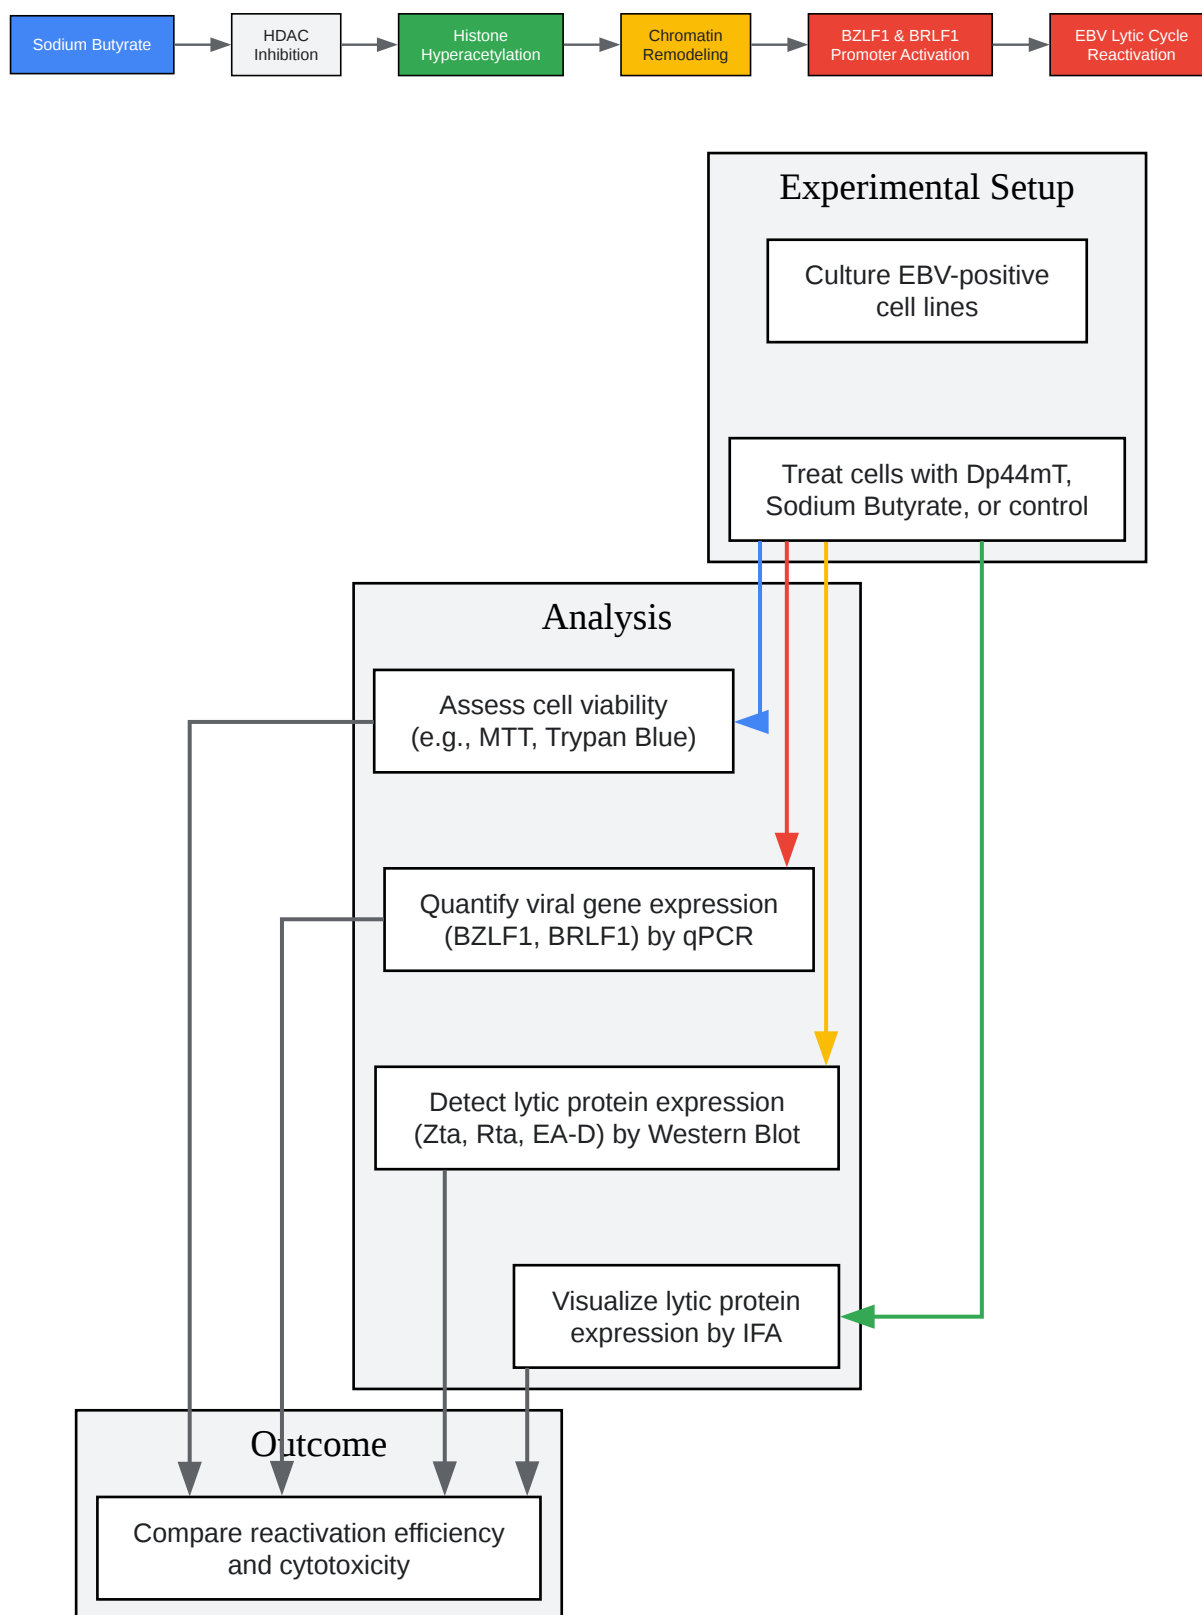 Sodium Butyrate
HDAC
Inhibition
Histone
Hyperacetylation
Chromatin
Remodeling
BZLF1 & BRLF1
Promoter Activation
EBV Lytic Cycle
Reactivation
Experimental Setup
Culture EBV-positive
cell lines
Treat cells with Dp44mT,
Sodium Butyrate, or control
Analysis
Assess cell viability
(e.g., MTT, Trypan Blue)
Quantify viral gene expression
(BZLF1, BRLF1) by qPCR
Detect lytic protein expression
(Zta, Rta, EA-D) by Western Blot
Visualize lytic protein
expression by IFA
Outcome
Compare reactivation efficiency
and cytotoxicity